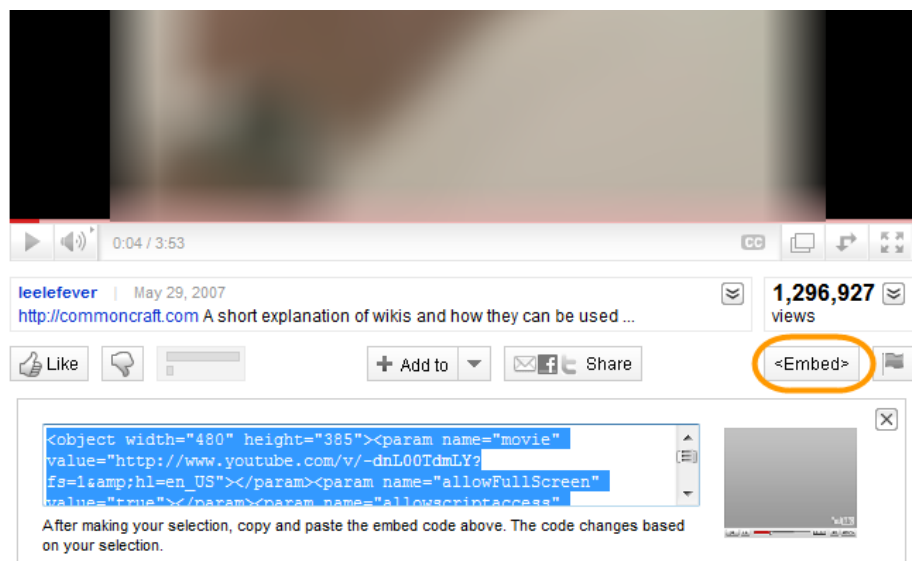 0:04 / 3:53
CC
leelefever | May 29, 2007
http://commoncraft.com A short explanation of wikis and how they can be used ...
1,296,927
views
Like
+ Add to
f t Share
<Embed>
<object width="480" height="385"><param name="movie"
value="http://www.youtube.com/v/-dnL00TdmLY?
fs=1&amp;hl=en_US"></param><param name="allowFullScreen"
value="true"></param><param name="allowscriptaccess"
After making your selection, copy and paste the embed code above. The code changes based
on your selection.